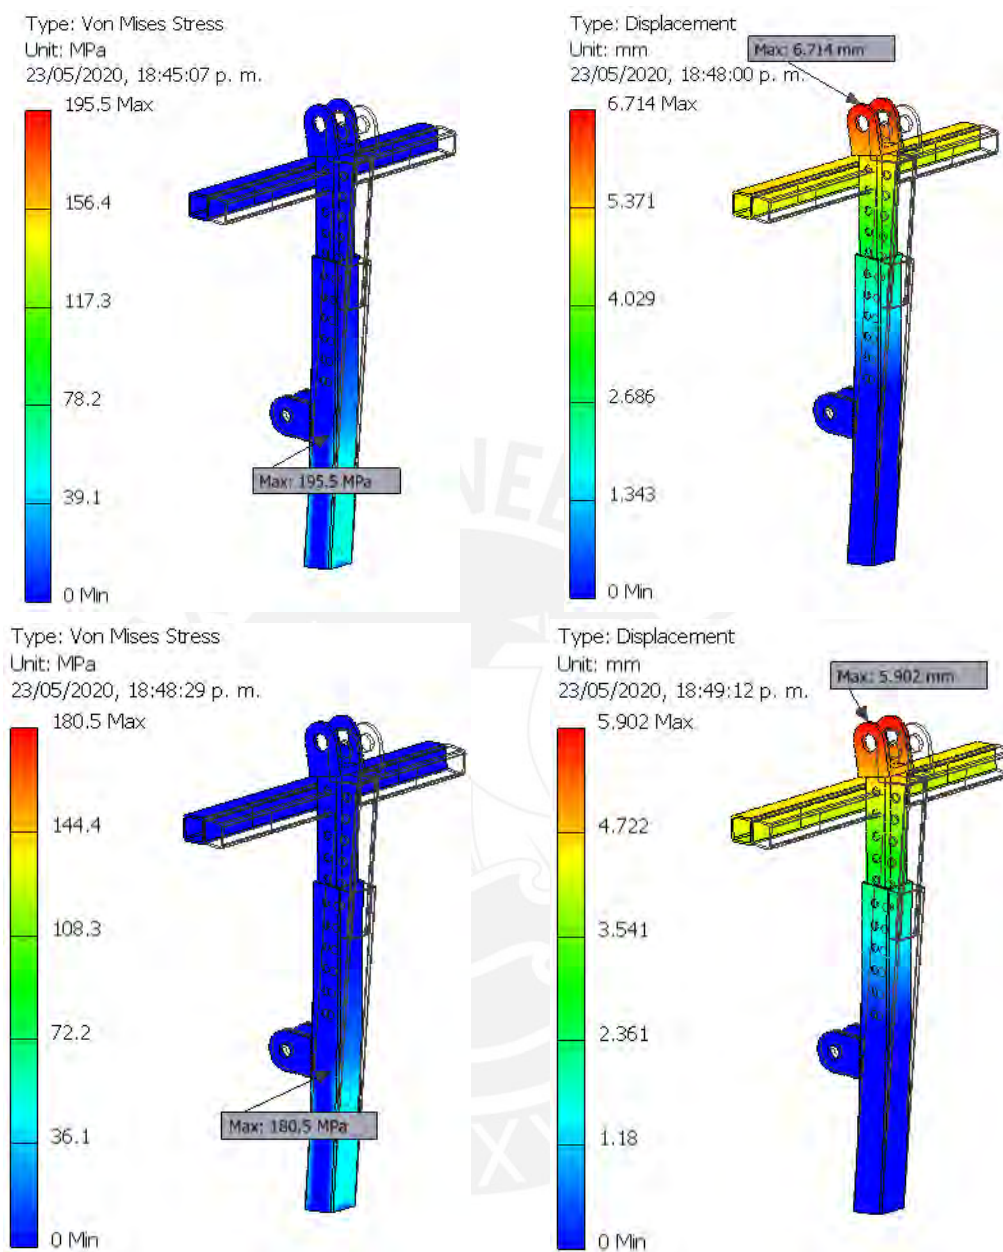 Type: Von Mises Stress
Unit: MPa
23/05/2020, 18:45:07 p. m.
195.5 Max
156.4
117.3
78.2
39.1
0 Min
Max: 195.5 MPa
Type: Displacement
Unit: mm
23/05/2020, 18:48:00 p. m.
Max: 6.714 mm
6.714 Max
5.371
4.029
2.686
1.343
0 Min
Type: Von Mises Stress
Unit: MPa
23/05/2020, 18:48:29 p. m.
180.5 Max
144.4
108.3
72.2
36.1
0 Min
Max: 180.5 MPa
Type: Displacement
Unit: mm
23/05/2020, 18:49:12 p. m.
Max: 5.902 mm
5.902 Max
4.722
3.541
2.361
1.18
0 Min